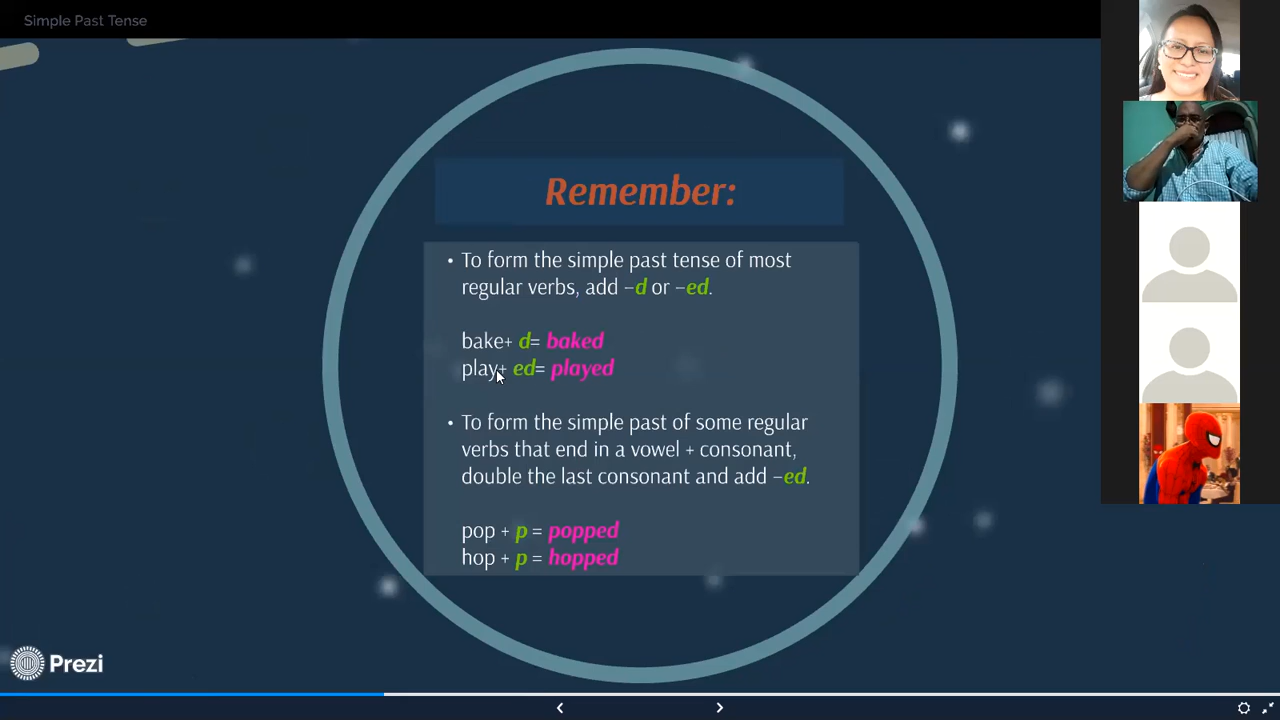 Simple Past Tense
Remember:
• To form the simple past tense of most
regular verbs, add –d or –ed.
bake+ d= baked
play+ ed= played
• To form the simple past of some regular
verbs that end in a vowel + consonant,
double the last consonant and add –ed.
pop + p = popped
hop + p = hopped
Prezi